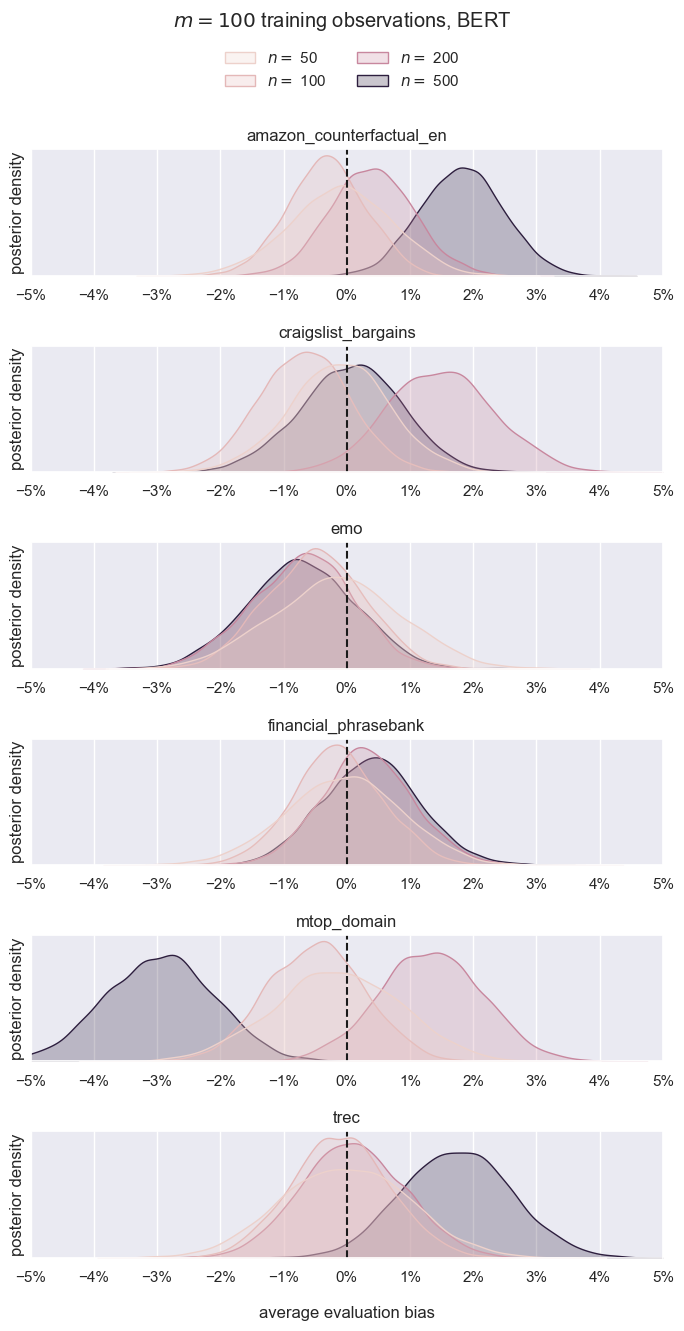 m = 100 training observations, BERT
n = 50
n = 200
n = 100
n = 500
amazon_counterfactual_en
posterior density
−5% −4% −3% −2% −1% 0% 1% 2% 3% 4% 5%
craigslist_bargains
posterior density
−5% −4% −3% −2% −1% 0% 1% 2% 3% 4% 5%
emo
posterior density
−5% −4% −3% −2% −1% 0% 1% 2% 3% 4% 5%
financial_phrasebank
posterior density
−5% −4% −3% −2% −1% 0% 1% 2% 3% 4% 5%
mtop_domain
posterior density
−5% −4% −3% −2% −1% 0% 1% 2% 3% 4% 5%
trec
posterior density
−5% −4% −3% −2% −1% 0% 1% 2% 3% 4% 5%
average evaluation bias